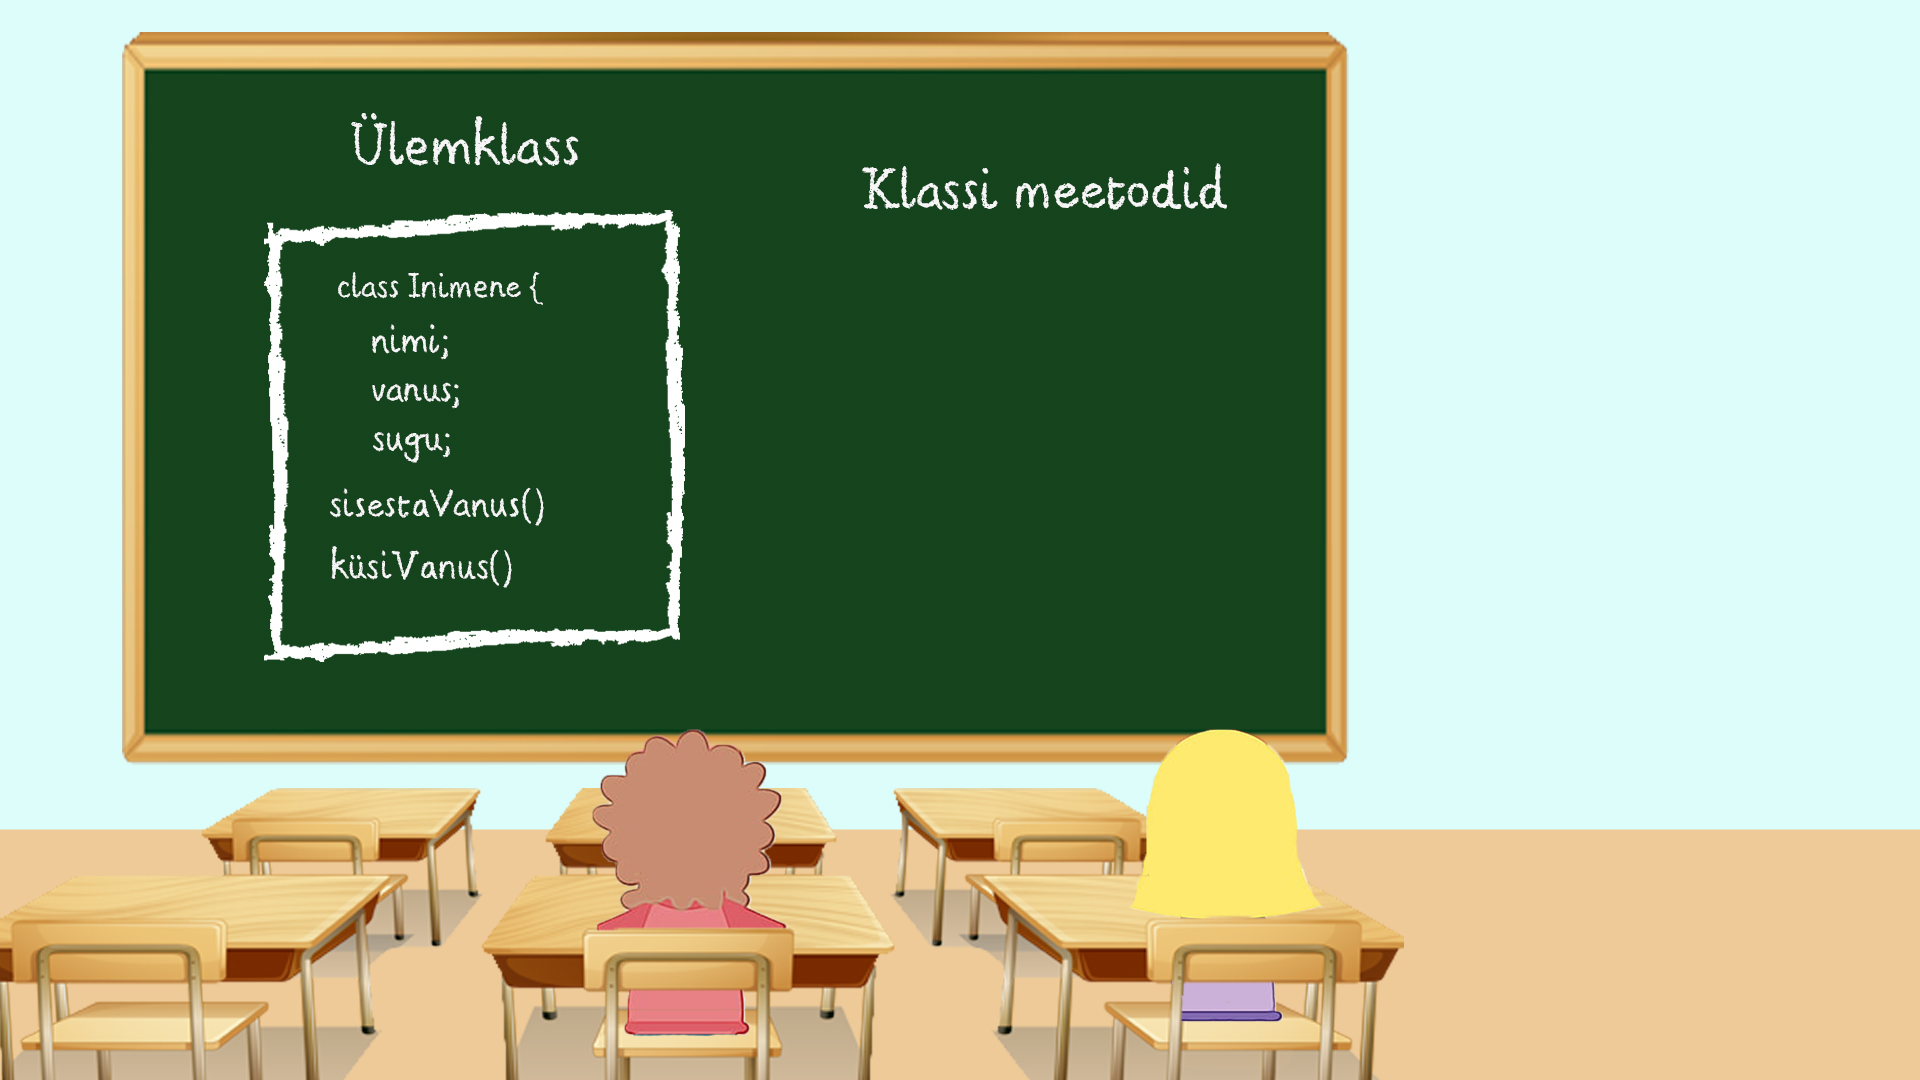 Ülemklass
class Inimene {
nimi;
vanus;
sugu;
sisestaVanus()
küsiVanus()
Klassi meetodid